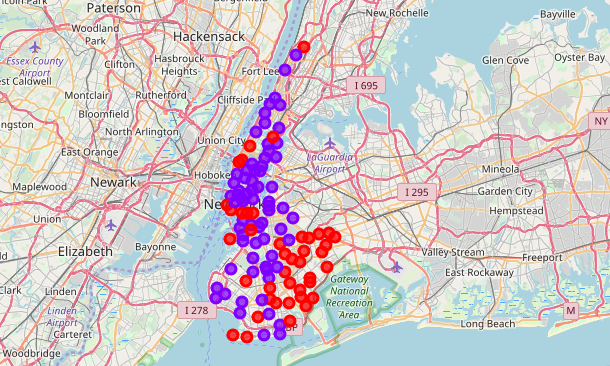 Paterson
New Rochelle
Bayville
Woodland
Park
Hackensack
Essex County
Airport
Hasbrouck
Heights
Clifton
Fort Lee
Glen Cove
Oyster Bay
Montclair
Rutherford
I 695
Cliffside
Bloomfield
North Arlington
NY
Union City
East Orange
LaGuardia
Airport
Mineola
Maplewood
Newark
Hoboke
I 295
Garden City
Union
Ne
Hempstead
Bayonne
Elizabeth
Valley Stream
Freeport
East Rockaway
Linden
Gateway
National
Recreation
Area
Linden
Airport
I 278
Long Beach
M
Carteret
Woodbridge